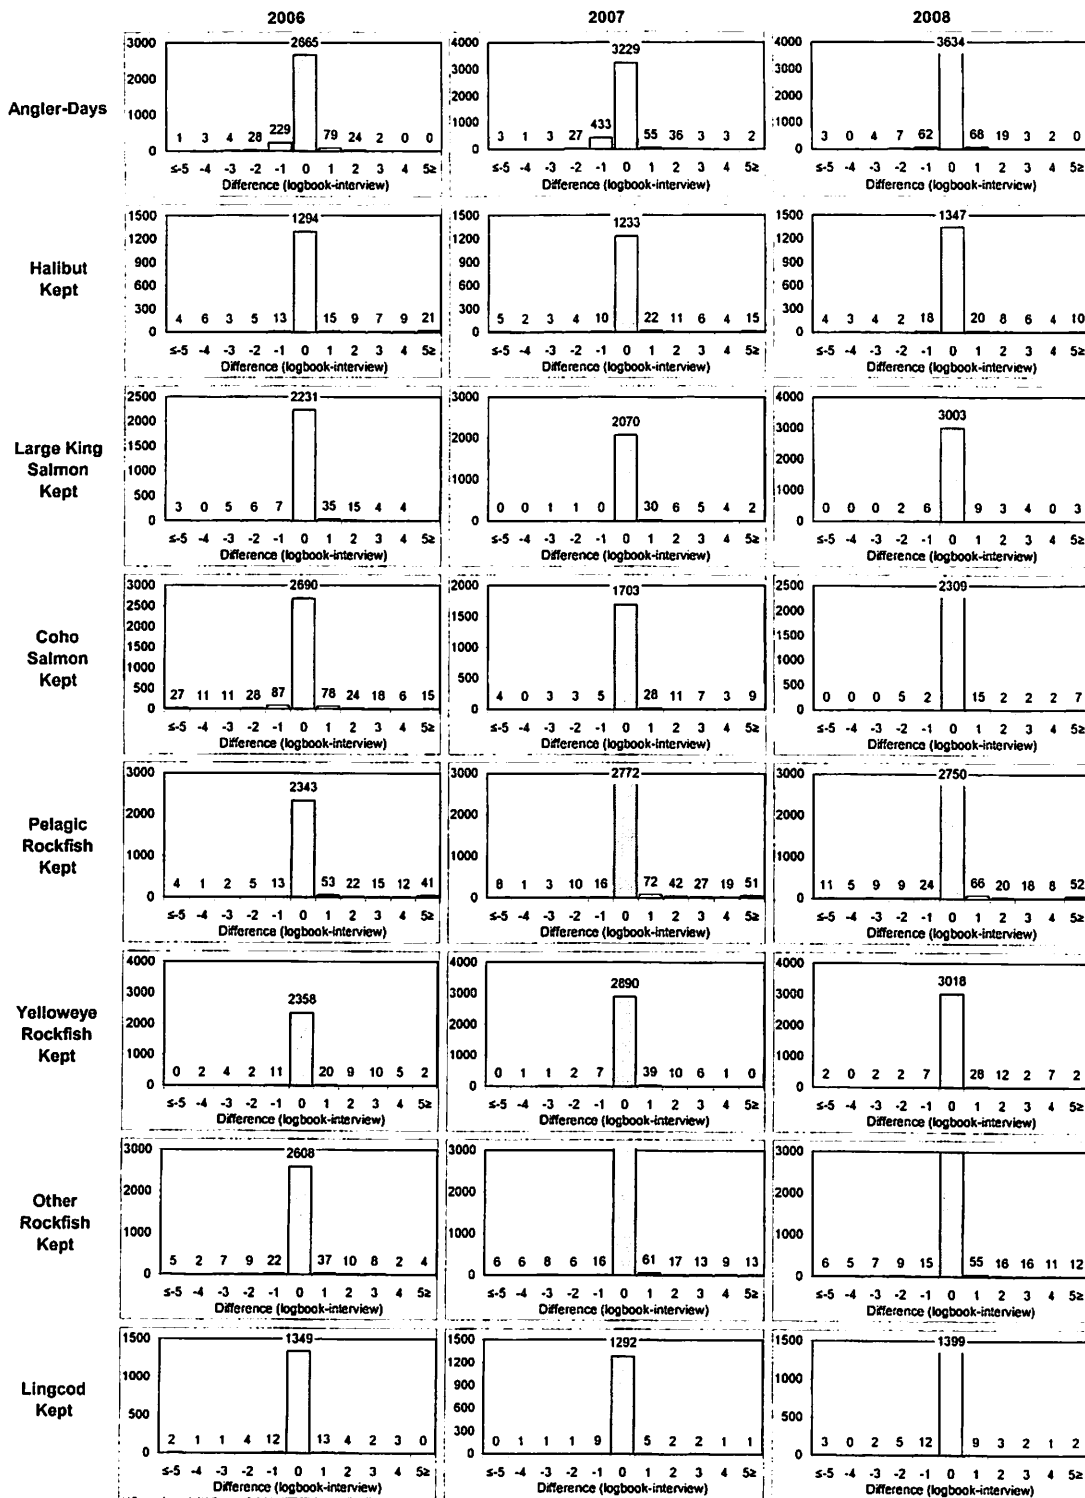 2006 2007 2008
Angler-Days
3000 2000 1000 0
2665
1 3 4 28 229 79 24 2 0 0
≤-5 -4 -3 -2 -1 0 1 2 3 4 5≥
Difference (logbook-interview)
4000 3000 2000 1000 0
3229
3 1 3 27 433 55 36 3 3 2
≤-5 -4 -3 -2 -1 0 1 2 3 4 5≥
Difference (logbook-interview)
4000 3000 2000 1000 0
3634
3 0 4 7 62 68 19 3 2 0
≤-5 -4 -3 -2 -1 0 1 2 3 4 5≥
Difference (logbook-interview)
Halibut
Kept
1500 1200 900 600 300 0
1294
4 6 3 5 13 15 9 7 9 21
≤-5 -4 -3 -2 -1 0 1 2 3 4 5≥
Difference (logbook-interview)
1500 1200 900 600 300 0
1233
5 2 3 4 10 22 11 6 4 15
≤-5 -4 -3 -2 -1 0 1 2 3 4 5≥
Difference (logbook-interview)
1500 1200 900 600 300 0
1347
4 3 4 2 18 20 8 6 4 10
≤-5 -4 -3 -2 -1 0 1 2 3 4 5≥
Difference (logbook-interview)
Large King
Salmon
Kept
2500 2000 1500 1000 500 0
2231
3 0 5 6 7 35 15 4 4
≤-5 -4 -3 -2 -1 0 1 2 3 4 5≥
Difference (logbook-interview)
3000 2000 1000 0
2070
0 0 1 1 0 30 6 5 4 2
≤-5 -4 -3 -2 -1 0 1 2 3 4 5≥
Difference (logbook-interview)
4000 3000 2000 1000 0
3003
0 0 0 2 6 9 3 4 0 3
≤-5 -4 -3 -2 -1 0 1 2 3 4 5≥
Difference (logbook-interview)
Coho
Salmon
Kept
3000 2500 2000 1500 1000 500 0
2690
27 11 11 28 87 78 24 18 6 15
≤-5 -4 -3 -2 -1 0 1 2 3 4 5≥
Difference (logbook-interview)
2000 1500 1000 500 0
1703
4 0 3 3 5 28 11 7 3 9
≤-5 -4 -3 -2 -1 0 1 2 3 4 5≥
Difference (logbook-interview)
2500 2000 1500 1000 500 0
2309
0 0 0 5 2 15 2 2 2 7
≤-5 -4 -3 -2 -1 0 1 2 3 4 5≥
Difference (logbook-interview)
Pelagic
Rockfish
Kept
3000 2000 1000 0
2343
4 1 2 5 13 53 22 15 12 41
≤-5 -4 -3 -2 -1 0 1 2 3 4 5≥
Difference (logbook-interview)
3000 2000 1000 0
2772
8 1 3 10 16 72 42 27 19 51
≤-5 -4 -3 -2 -1 0 1 2 3 4 5≥
Difference (logbook-interview)
3000 2000 1000 0
2750
11 5 9 9 24 66 20 18 8 52
≤-5 -4 -3 -2 -1 0 1 2 3 4 5≥
Difference (logbook-interview)
Yelloweye
Rockfish
Kept
4000 3000 2000 1000 0
2358
0 2 4 2 11 20 9 10 5 2
≤-5 -4 -3 -2 -1 0 1 2 3 4 5≥
Difference (logbook-interview)
4000 3000 2000 1000 0
2890
0 1 1 2 7 39 10 6 1 0
≤-5 -4 -3 -2 -1 0 1 2 3 4 5≥
Difference (logbook-interview)
4000 3000 2000 1000 0
3018
2 0 2 2 7 28 12 2 7 2
≤-5 -4 -3 -2 -1 0 1 2 3 4 5≥
Difference (logbook-interview)
Other
Rockfish
Kept
3000 2000 1000 0
2608
5 2 7 9 22 37 10 8 2 4
≤-5 -4 -3 -2 -1 0 1 2 3 4 5≥
Difference (logbook-interview)
3000 2000 1000 0
6 6 8 6 16 61 17 13 9 13
≤-5 -4 -3 -2 -1 0 1 2 3 4 5≥
Difference (logbook-interview)
3000 2000 1000 0
6 5 7 9 15 55 16 16 11 12
≤-5 -4 -3 -2 -1 0 1 2 3 4 5≥
Difference (logbook-interview)
Lingcod
Kept
1500 1000 500 0
1349
2 1 1 4 12 13 4 2 3 0
≤-5 -4 -3 -2 -1 0 1 2 3 4 5≥
Difference (logbook-interview)
1500 1200 900 600 300 0
1292
0 1 1 1 9 5 2 2 1 1
≤-5 -4 -3 -2 -1 0 1 2 3 4 5≥
Difference (logbook-interview)
1500 1000 500 0
1399
3 0 2 5 12 9 3 2 1 2
≤-5 -4 -3 -2 -1 0 1 2 3 4 5≥
Difference (logbook-interview)